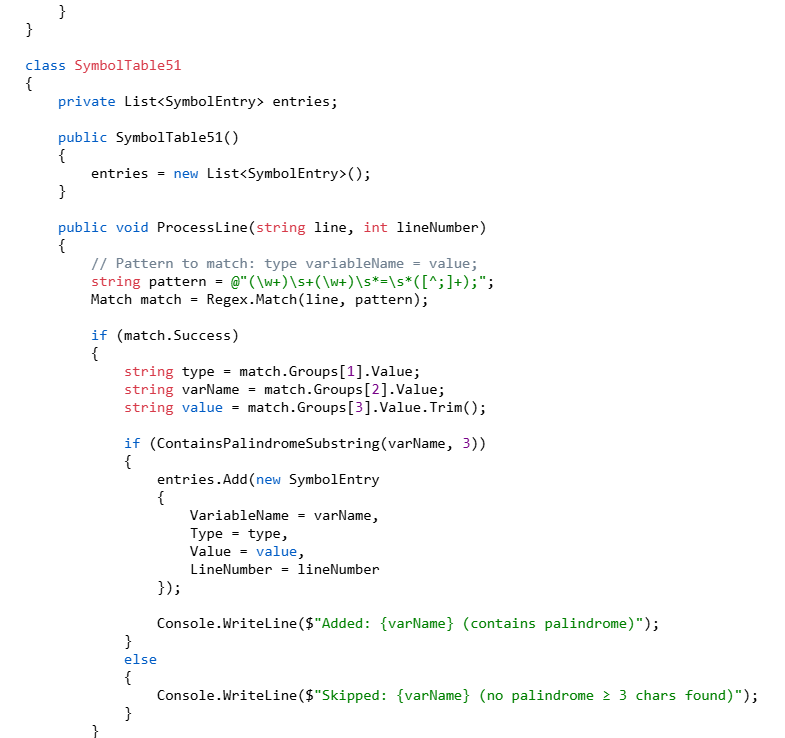 }
}

class SymbolTable51
{
    private List<SymbolEntry> entries;

    public SymbolTable51()
    {
        entries = new List<SymbolEntry>();
    }

    public void ProcessLine(string line, int lineNumber)
    {
        // Pattern to match: type variableName = value;
        string pattern = @"(\w+)\s+(\w+)\s*=\s*([^;]+);";
        Match match = Regex.Match(line, pattern);

        if (match.Success)
        {
            string type = match.Groups[1].Value;
            string varName = match.Groups[2].Value;
            string value = match.Groups[3].Value.Trim();

            if (ContainsPalindromeSubstring(varName, 3))
            {
                entries.Add(new SymbolEntry
                {
                    VariableName = varName,
                    Type = type,
                    Value = value,
                    LineNumber = lineNumber
                });

                Console.WriteLine($"Added: {varName} (contains palindrome)");
            }
            else
            {
                Console.WriteLine($"Skipped: {varName} (no palindrome ≥ 3 chars found)");
            }
        }